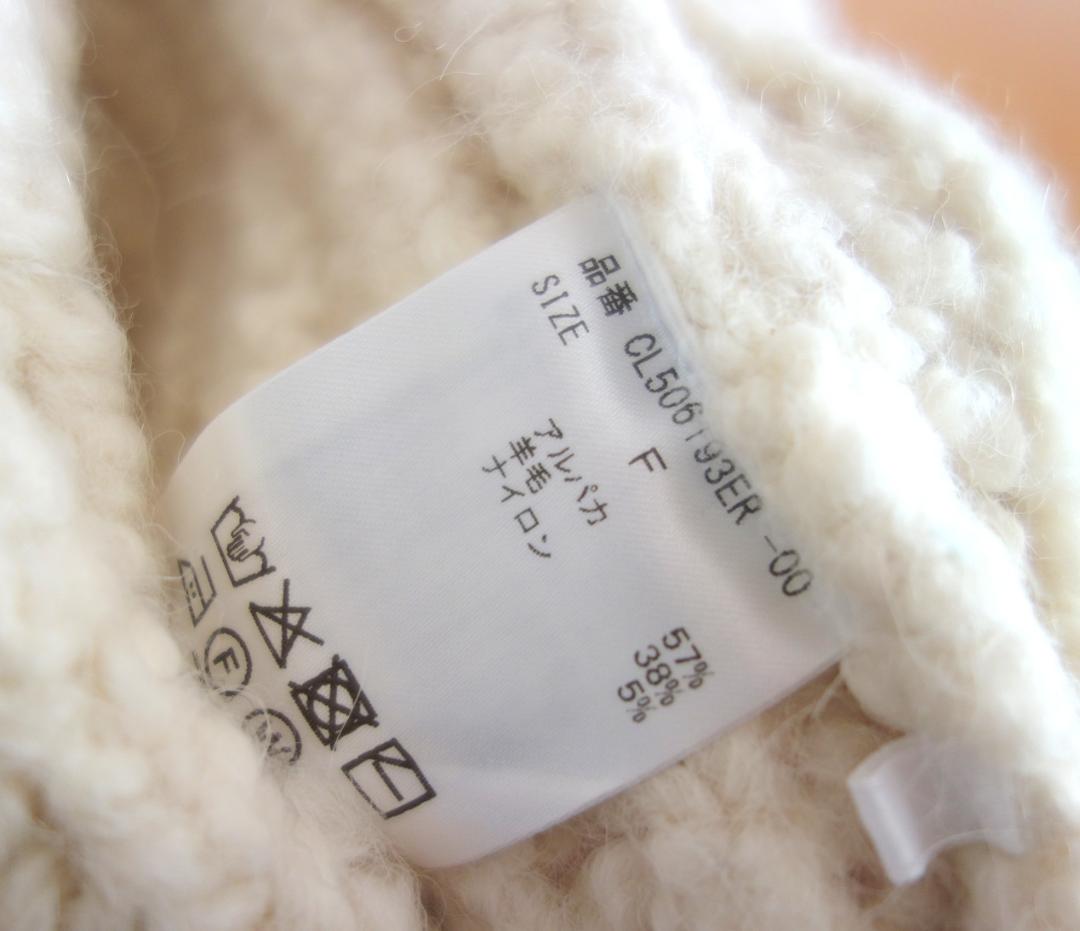 品番 CL506193ER -00
SIZE F
アルパカ 57%
羊毛 38%
ナイロン 5%
F
W